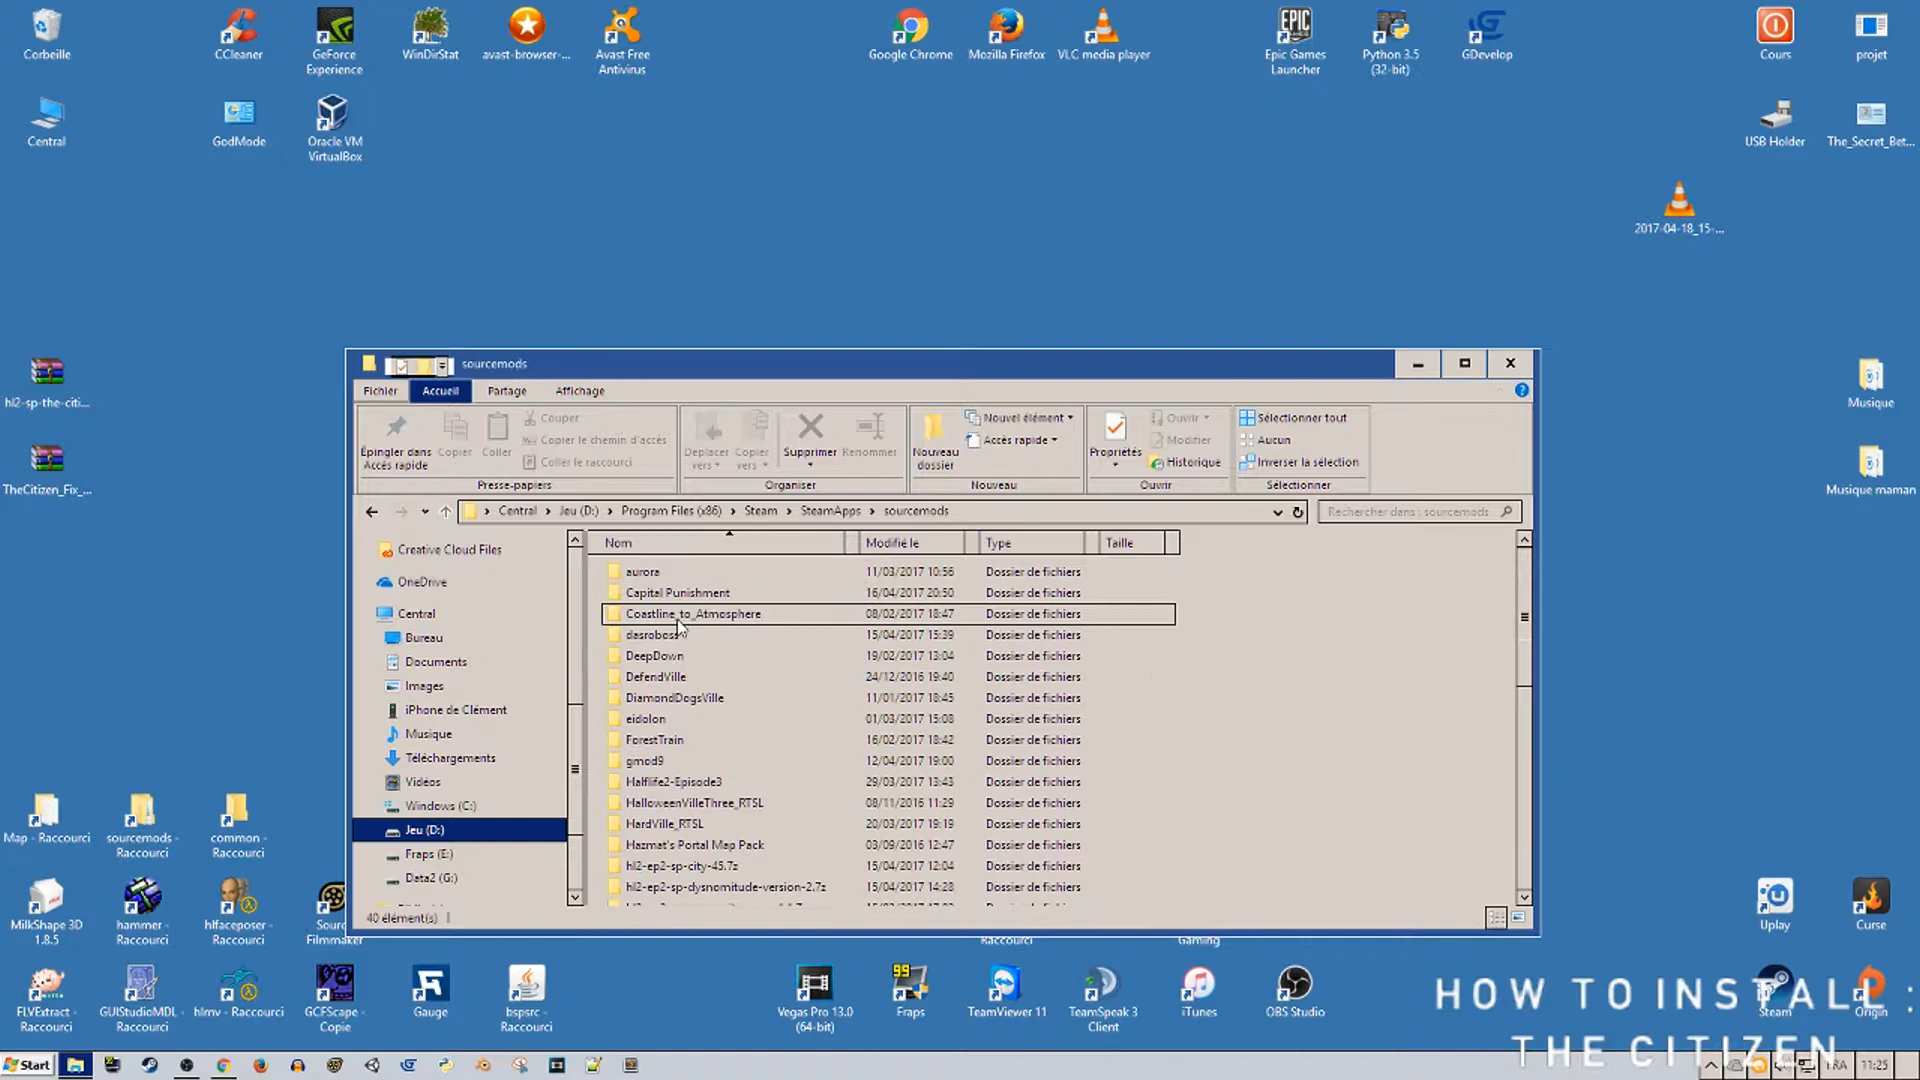 Corbeille
CCleaner
GeForce Experience
WinDirStat
avast-browser-...
Avast Free Antivirus
Google Chrome
Mozilla Firefox
VLC media player
Epic Games Launcher
Python 3.5 (32-bit)
GDevelop
Cours
projet
Central
GodMode
Oracle VM VirtualBox
USB Holder
The_Secret_Bet...
2017-04-18_15-...
hl2-sp-the-citi...
TheCitizen_Fix_...
Musique
Musique maman
sourcemods
Fichier
Accueil
Partage
Affichage
Épingler dans Accès rapide
Copier
Coller
Couper
Copier le chemin d'accès
Coller le raccourci
Presse-papiers
Déplacer vers
Copier vers
Supprimer
Renommer
Organiser
Nouveau dossier
Nouvel élément
Accès rapide
Nouveau
Propriétés
Ouvrir
Modifier
Historique
Ouvrir
Sélectionner tout
Aucun
Inverser la sélection
Sélectionner
Central > Jeu (D:) > Program Files (x86) > Steam > SteamApps > sourcemods
Rechercher dans : sourcemods
Creative Cloud Files
OneDrive
Central
Bureau
Documents
Images
iPhone de Clément
Musique
Téléchargements
Vidéos
Windows (C:)
Jeu (D:)
Fraps (E:)
Data2 (G:)
Nom Modifié le Type Taille
aurora 11/03/2017 10:56 Dossier de fichiers
Capital Punishment 16/04/2017 20:50 Dossier de fichiers
Coastline_to_Atmosphere 08/02/2017 18:47 Dossier de fichiers
dasroboss 15/04/2017 15:39 Dossier de fichiers
DeepDown 19/02/2017 13:04 Dossier de fichiers
DefendVille 24/12/2016 19:40 Dossier de fichiers
DiamondDogsVille 11/01/2017 18:45 Dossier de fichiers
eidolon 01/03/2017 15:08 Dossier de fichiers
ForestTrain 16/02/2017 18:42 Dossier de fichiers
gmod9 12/04/2017 19:00 Dossier de fichiers
Halflife2-Episode3 29/03/2017 13:43 Dossier de fichiers
HalloweenVilleThree_RTSL 08/11/2016 11:29 Dossier de fichiers
HardVille_RTSL 20/03/2017 19:19 Dossier de fichiers
Hazmat's Portal Map Pack 03/09/2016 12:47 Dossier de fichiers
hl2-ep2-sp-city-45.7z 15/04/2017 12:04 Dossier de fichiers
hl2-ep2-sp-dysnomitude-version-2.7z 15/04/2017 14:28 Dossier de fichiers
40 élément(s)
Map - Raccourci
sourcemods - Raccourci
common - Raccourci
MilkShape 3D 1.8.5
hammer - Raccourci
hlfaceposer - Raccourci
Sour
Filmmaker
Raccourci
Gaming
Uplay
Curse
FLVExtract - Raccourci
GUIStudioMDL - Raccourci
hlmv - Raccourci
GCFScape - Copie
Gauge
bspsrc - Raccourci
Vegas Pro 13.0 (64-bit)
99
Fraps
TeamViewer 11
TeamSpeak 3 Client
iTunes
OBS Studio
Steam
Origin
HOW TO INSTALL :
THE CITIZEN
Start
FRA
11:25